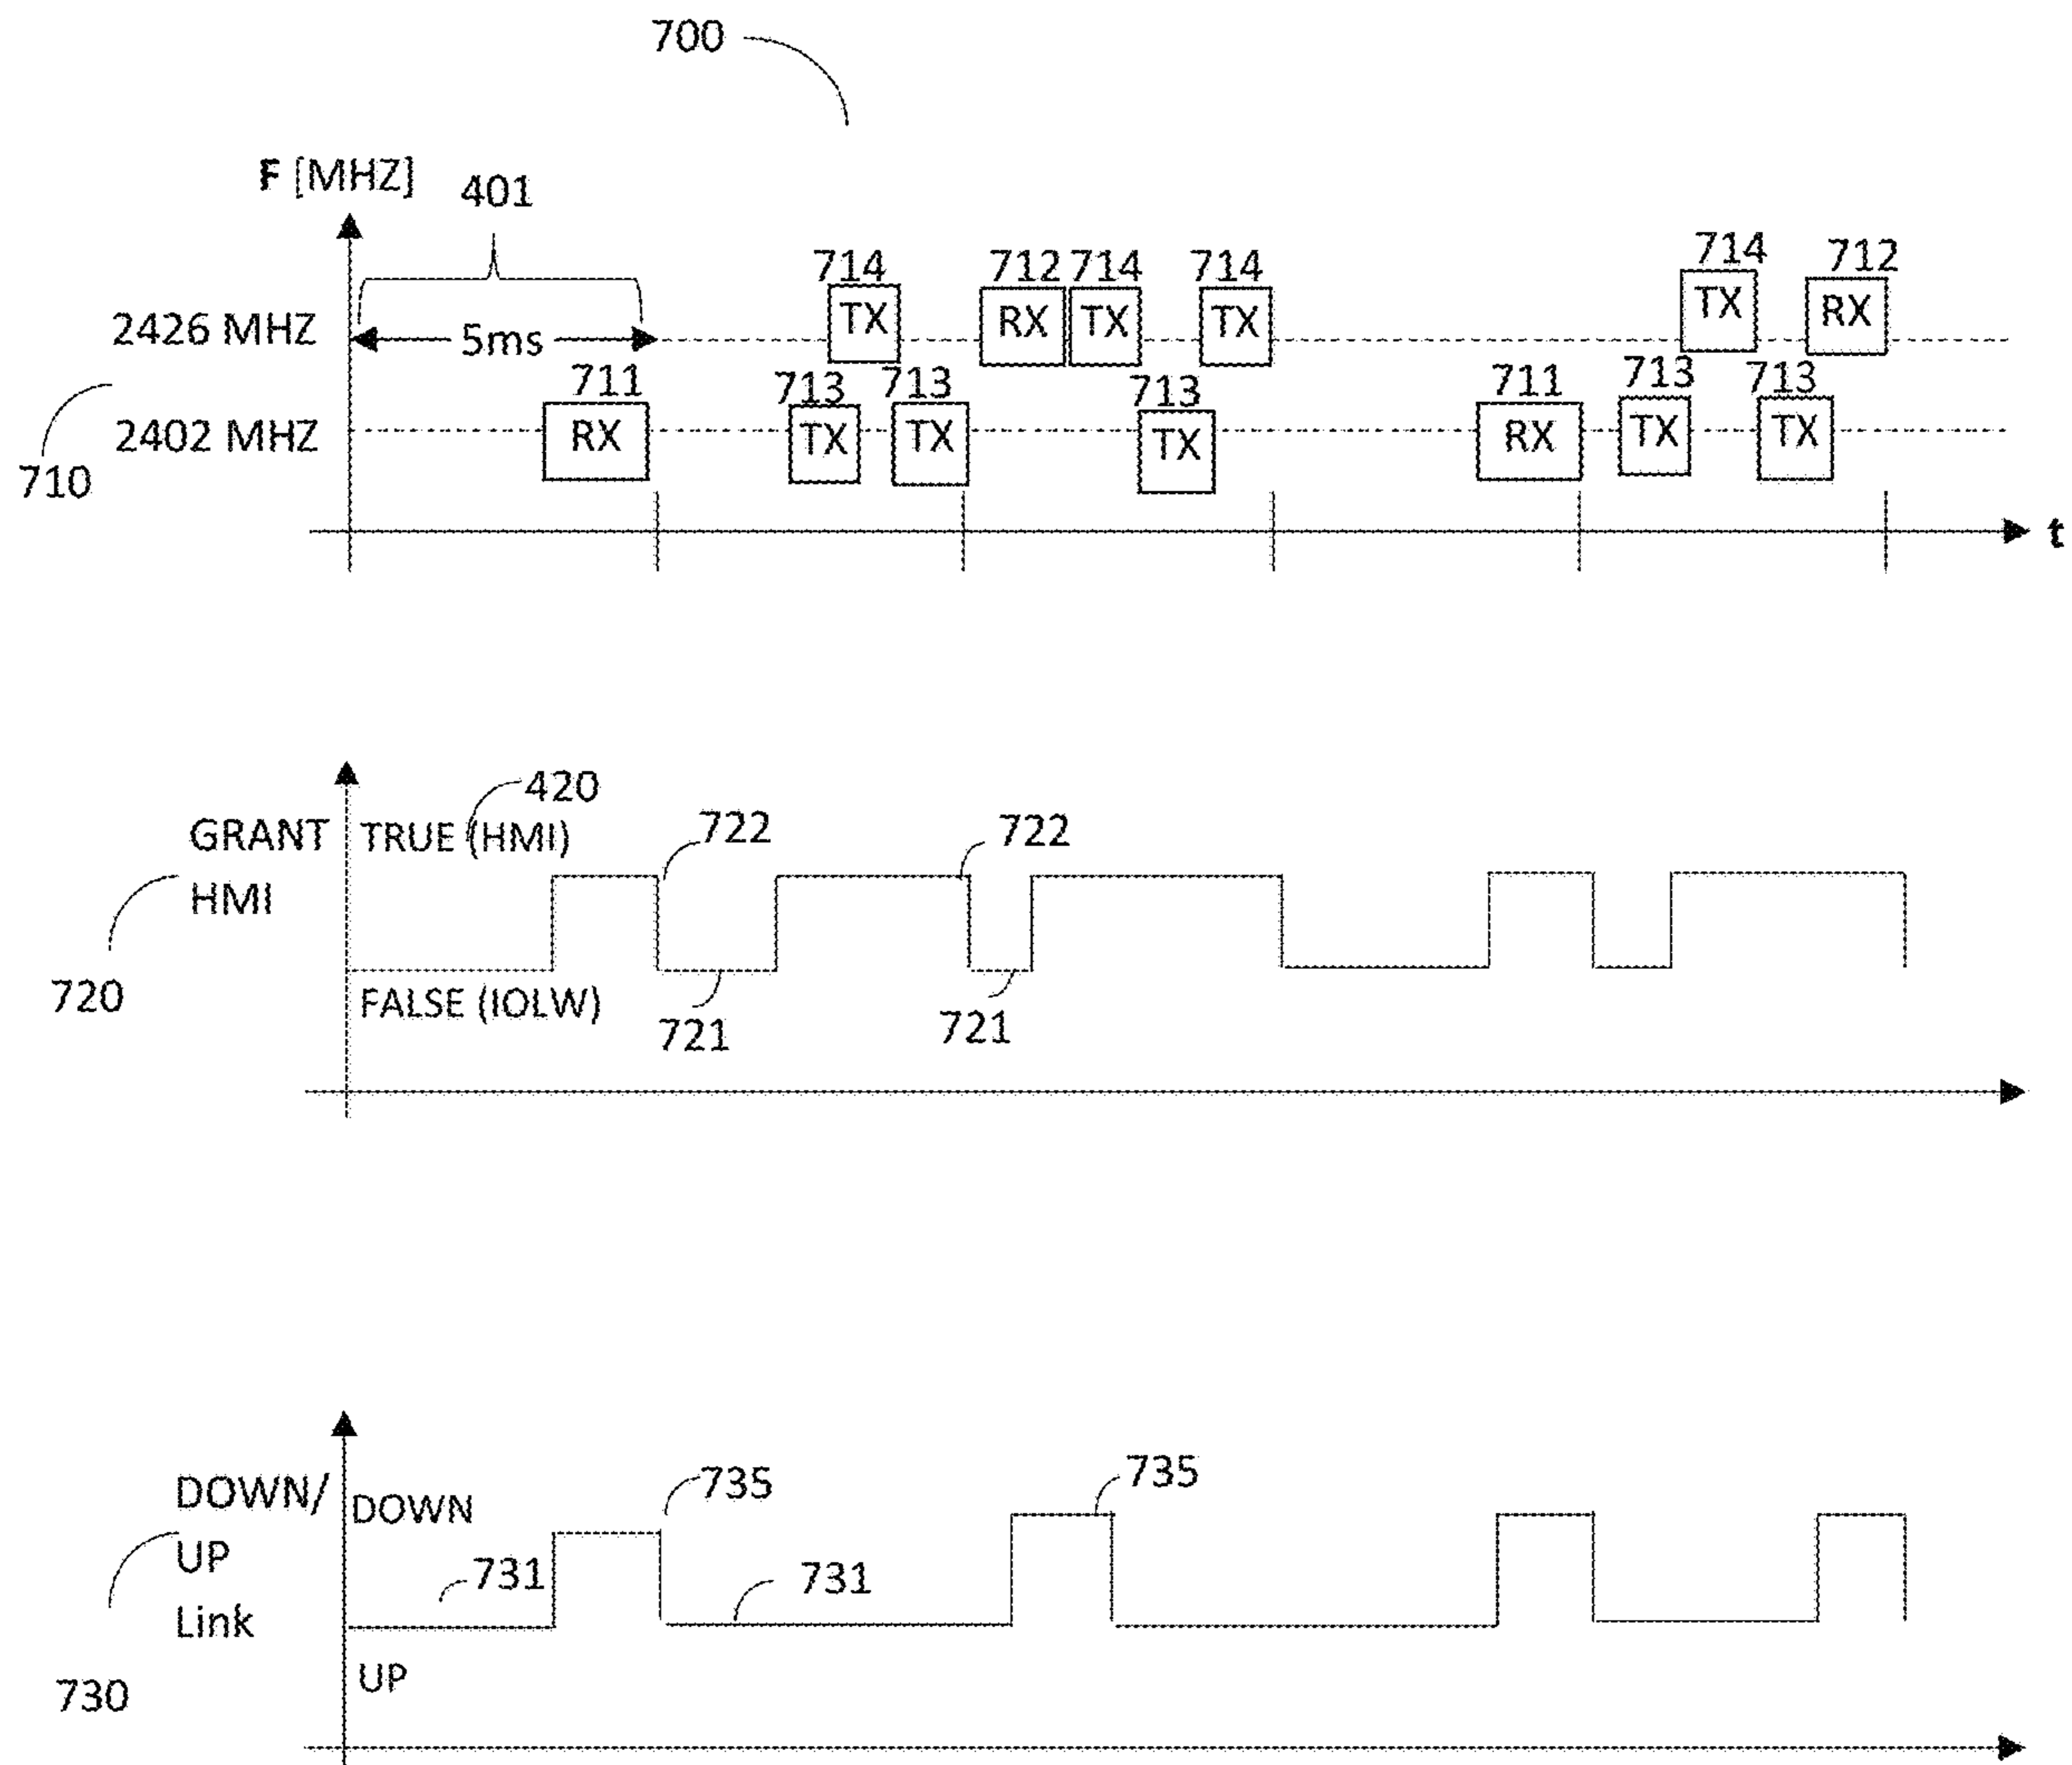 700
F [MHZ]
401
714
712
714
714
714
712
2426 MHZ
5ms
TX
RX
TX
TX
TX
RX
711
713
713
713
711
713
713
2402 MHZ
RX
TX
TX
TX
RX
TX
TX
710
t
420
GRANT
HMI
TRUE (HMI)
722
722
720
FALSE (IOLW)
721
721
DOWN/
UP
Link
DOWN
735
735
731
731
UP
730